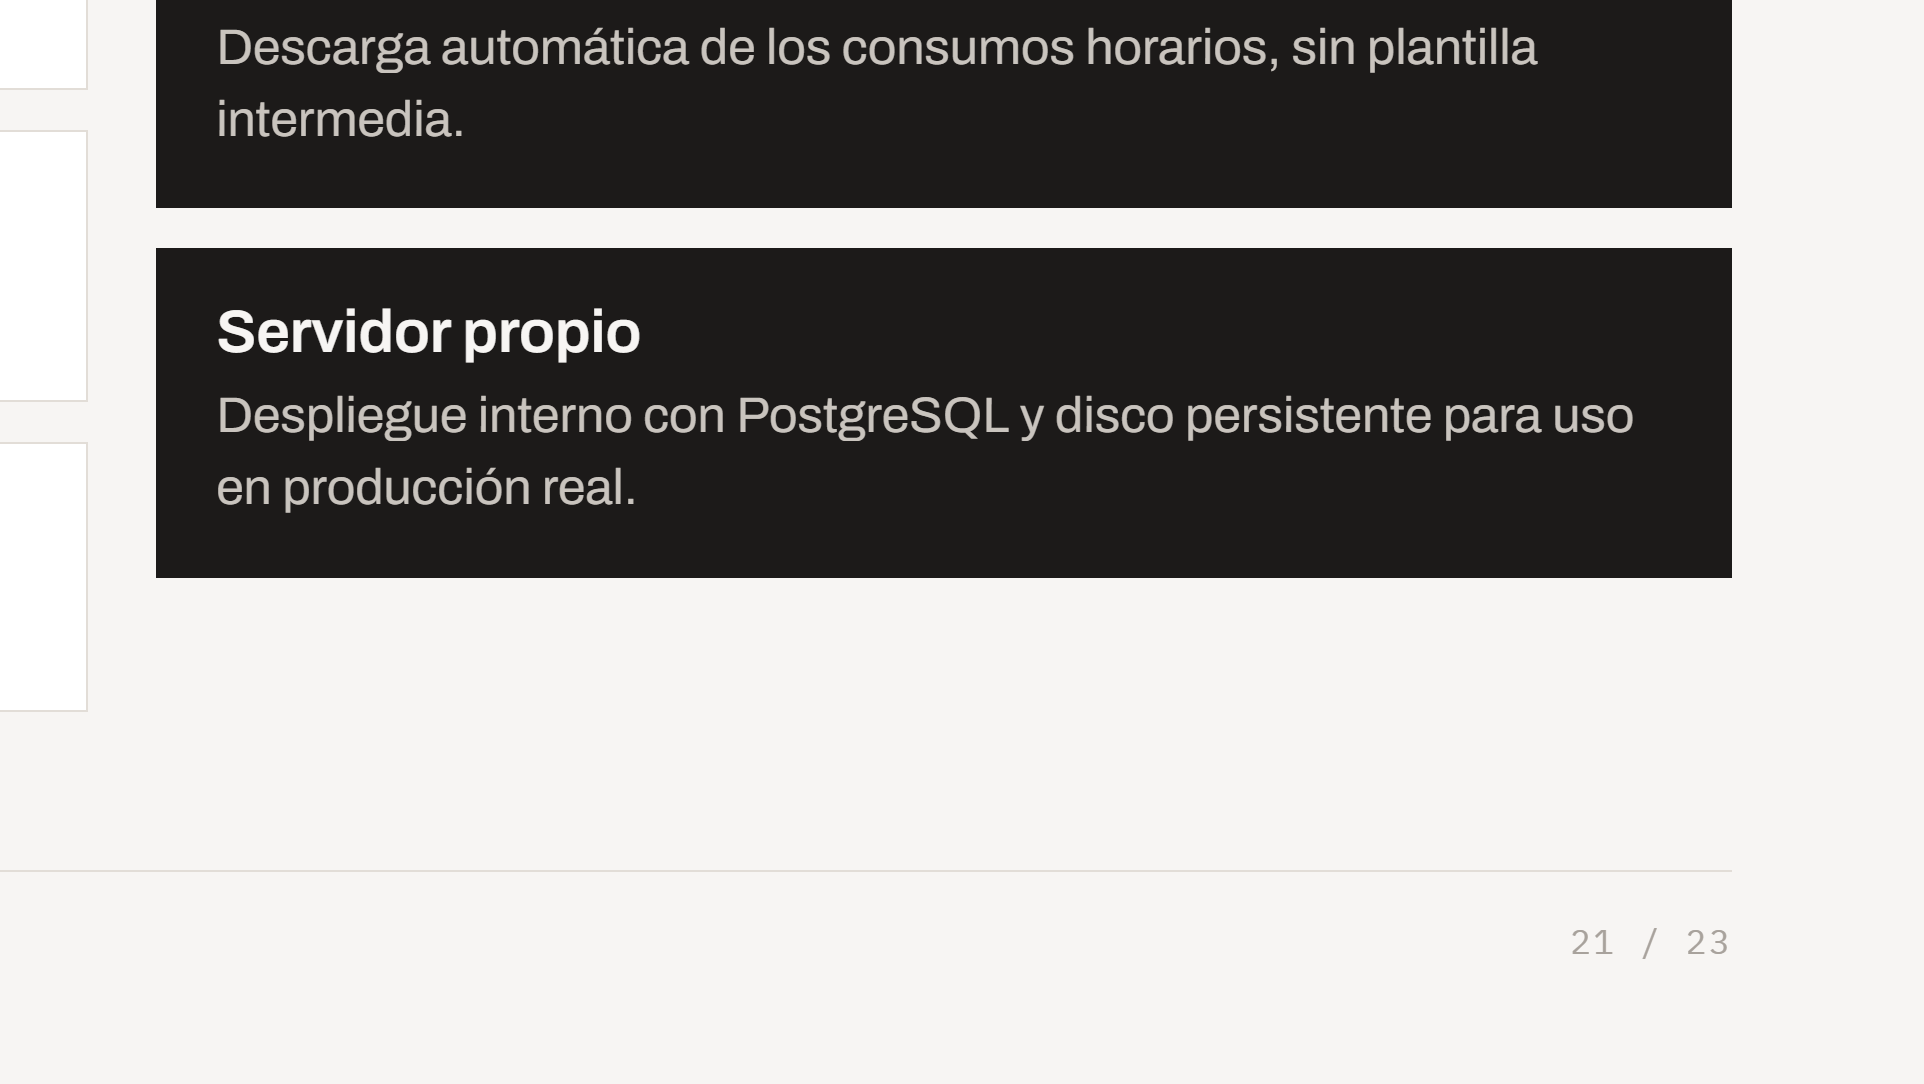 Descarga automática de los consumos horarios, sin plantilla
intermedia.
Servidor propio
Despliegue interno con PostgreSQL y disco persistente para uso
en producción real.
21 / 23